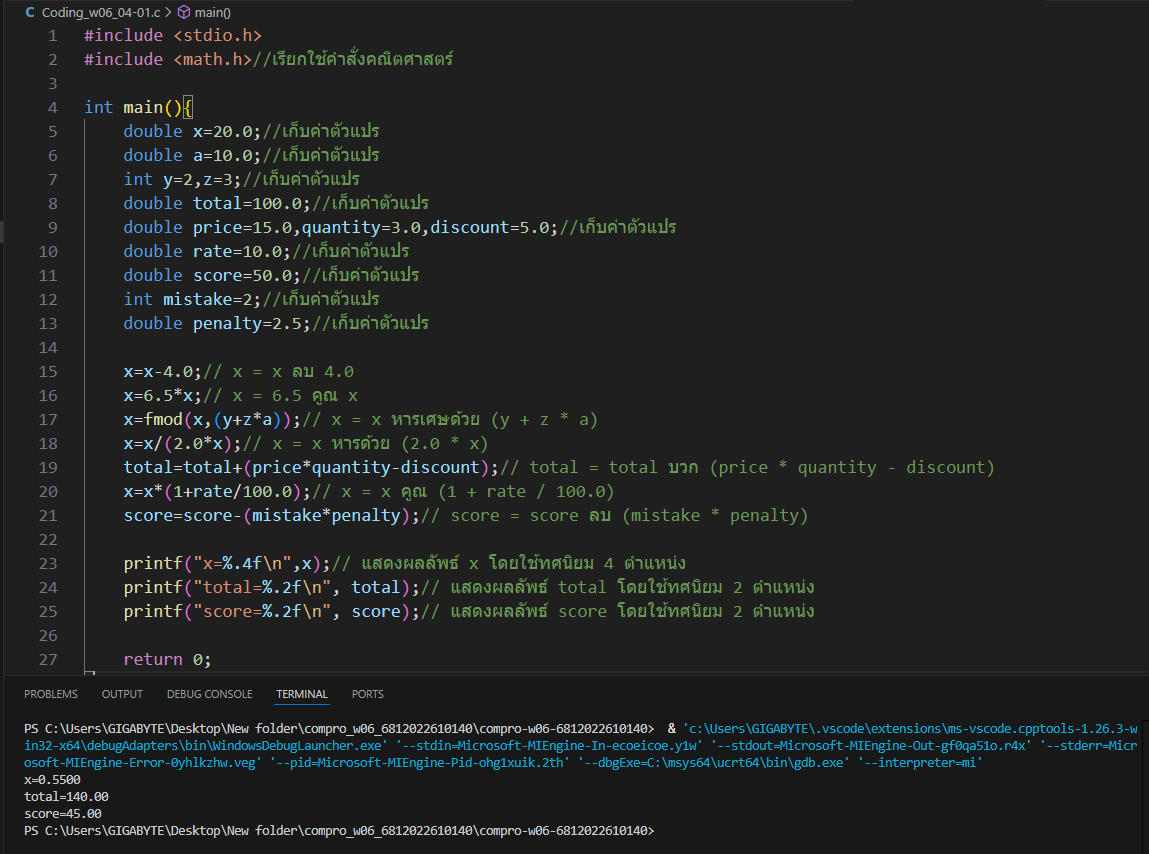 C Coding_w06_04-01.c > main()
1 #include <stdio.h>
2 #include <math.h>//เรียกใช้คำสั่งคณิตศาสตร์
3
4 int main(){
5 double x=20.0;//เก็บค่าตัวแปร
6 double a=10.0;//เก็บค่าตัวแปร
7 int y=2,z=3;//เก็บค่าตัวแปร
8 double total=100.0;//เก็บค่าตัวแปร
9 double price=15.0,quantity=3.0,discount=5.0;//เก็บค่าตัวแปร
10 double rate=10.0;//เก็บค่าตัวแปร
11 double score=50.0;//เก็บค่าตัวแปร
12 int mistake=2;//เก็บค่าตัวแปร
13 double penalty=2.5;//เก็บค่าตัวแปร
14
15 x=x-4.0;// x = x ลบ 4.0
16 x=6.5*x;// x = 6.5 คูณ x
17 x=fmod(x,(y+z*a));// x = x หารเศษด้วย (y + z * a)
18 x=x/(2.0*x);// x = x หารด้วย (2.0 * x)
19 total=total+(price*quantity-discount);// total = total บวก (price * quantity - discount)
20 x=x*(1+rate/100.0);// x = x คูณ (1 + rate / 100.0)
21 score=score-(mistake*penalty);// score = score ลบ (mistake * penalty)
22
23 printf("x=%.4f\n",x);// แสดงผลลัพธ์ x โดยใช้ทศนิยม 4 ตำแหน่ง
24 printf("total=%.2f\n", total);// แสดงผลลัพธ์ total โดยใช้ทศนิยม 2 ตำแหน่ง
25 printf("score=%.2f\n", score);// แสดงผลลัพธ์ score โดยใช้ทศนิยม 2 ตำแหน่ง
26
27 return 0;
PROBLEMS OUTPUT DEBUG CONSOLE TERMINAL PORTS
PS C:\Users\GIGABYTE\Desktop\New folder\compro_w06_6812022610140\compro-w06-6812022610140> & 'c:\Users\GIGABYTE\.vscode\extensions\ms-vscode.cpptools-1.26.3-w
in32-x64\debugAdapters\bin\WindowsDebugLauncher.exe' '--stdin=Microsoft-MIEngine-In-ecoeicoe.y1w' '--stdout=Microsoft-MIEngine-Out-gf0qa51o.r4x' '--stderr=Micr
osoft-MIEngine-Error-0yhlkzhw.veg' '--pid=Microsoft-MIEngine-Pid-ohg1xuik.2th' '--dbgExe=C:\msys64\ucrt64\bin\gdb.exe' '--interpreter=mi'
x=0.5500
total=140.00
score=45.00
PS C:\Users\GIGABYTE\Desktop\New folder\compro_w06_6812022610140\compro-w06-6812022610140>